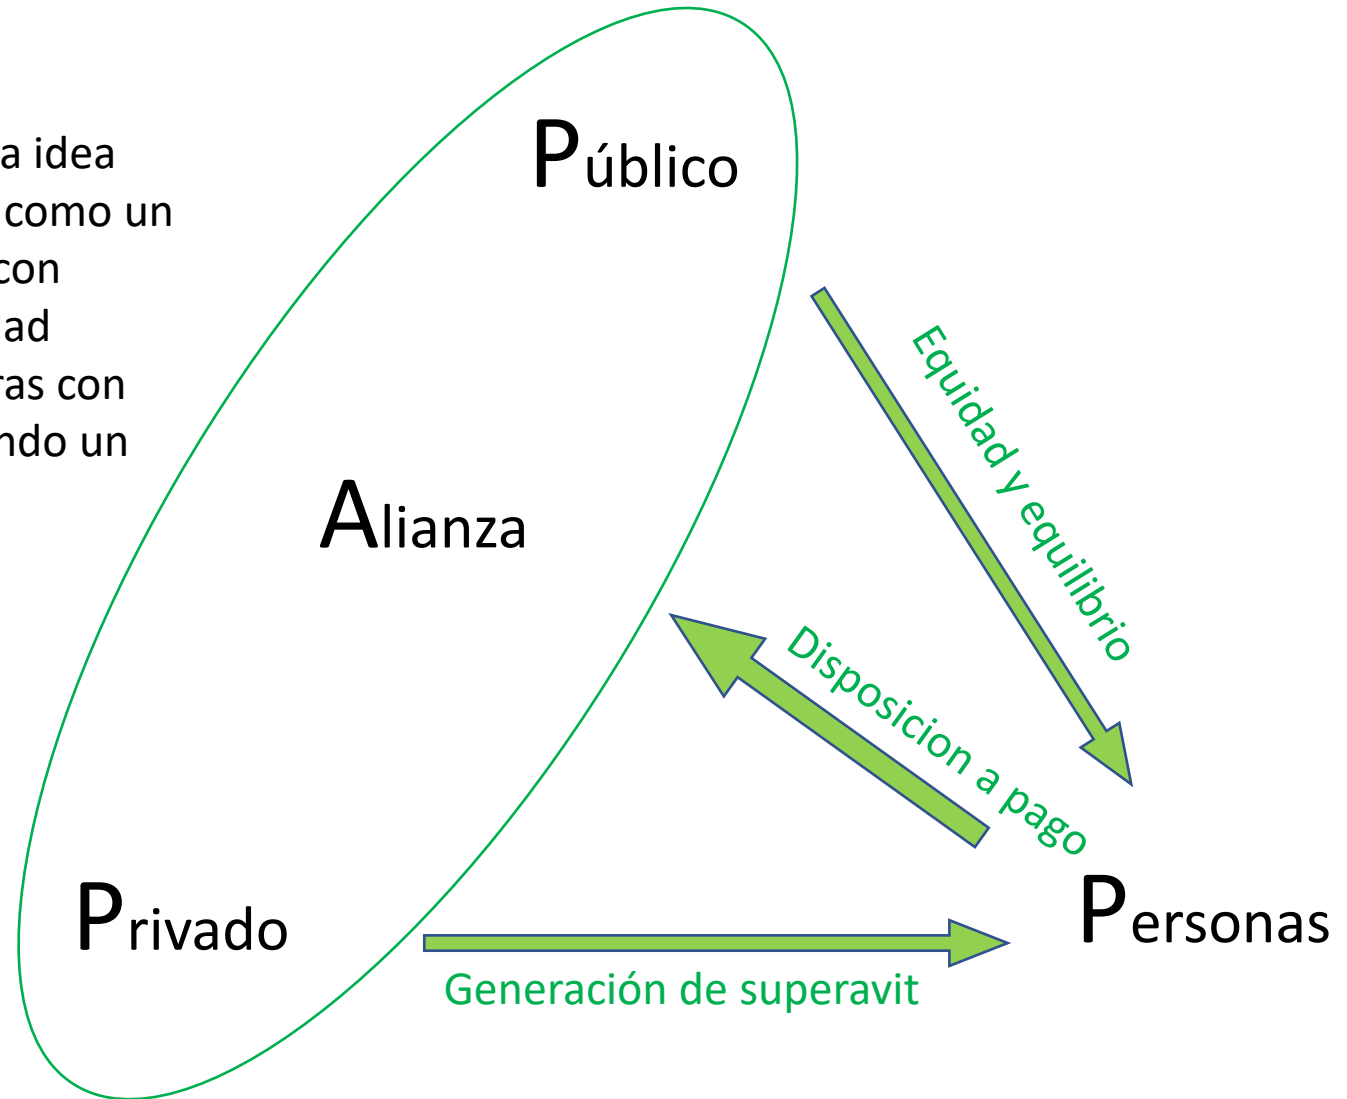 a idea
como un
con
ad
ras con
ndo un
Público
Alianza
Privado
Equidad y equilibrio
Disposicion a pago
Personas
Generación de superavit